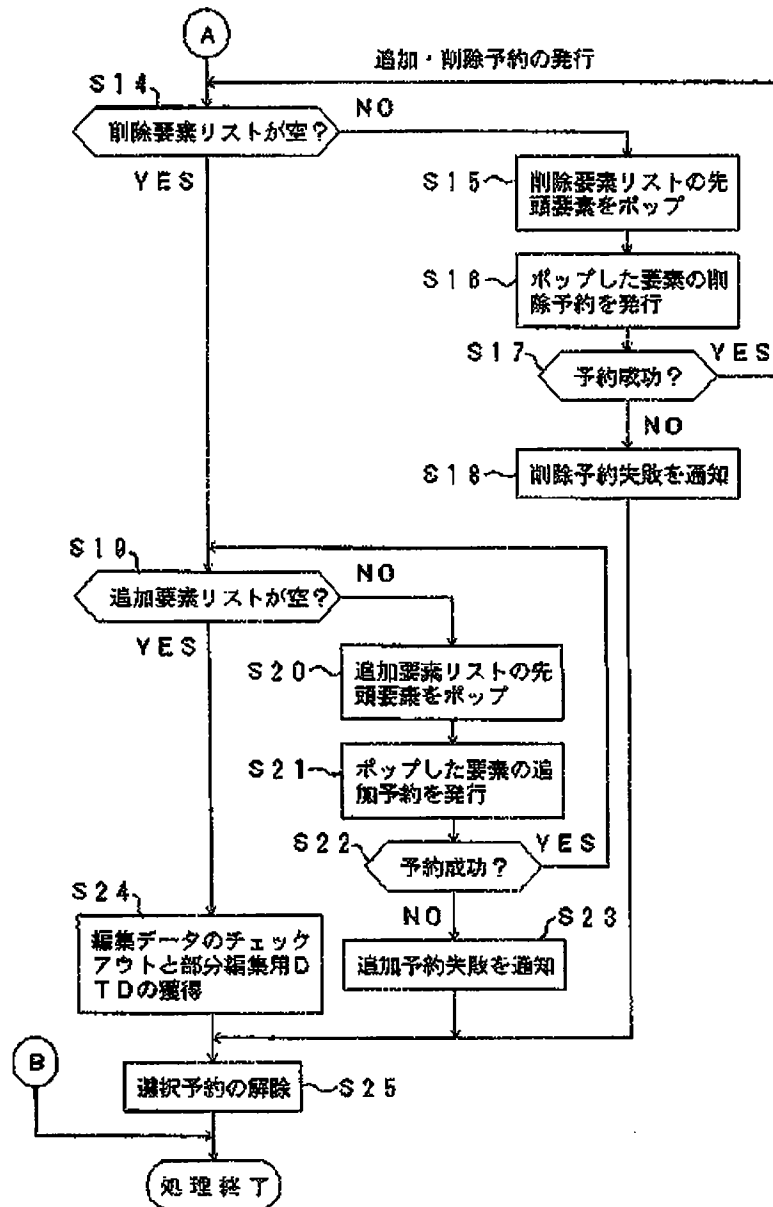 A
追加・削除予約の発行
S14
削除要素リストが空?
NO
YES
S15
削除要素リストの先
頭要素をポップ
S16
ポップした要素の削
除予約を発行
S17
予約成功?
YES
NO
S18
削除予約失敗を通知
S19
追加要素リストが空?
NO
YES
S20
追加要素リストの先
頭要素をポップ
S21
ポップした要素の追
加予約を発行
S22
予約成功?
YES
NO
S23
追加予約失敗を通知
S24
編集データのチェック
アウトと部分編集用D
TDの獲得
B
選択予約の解除
S25
処理終了